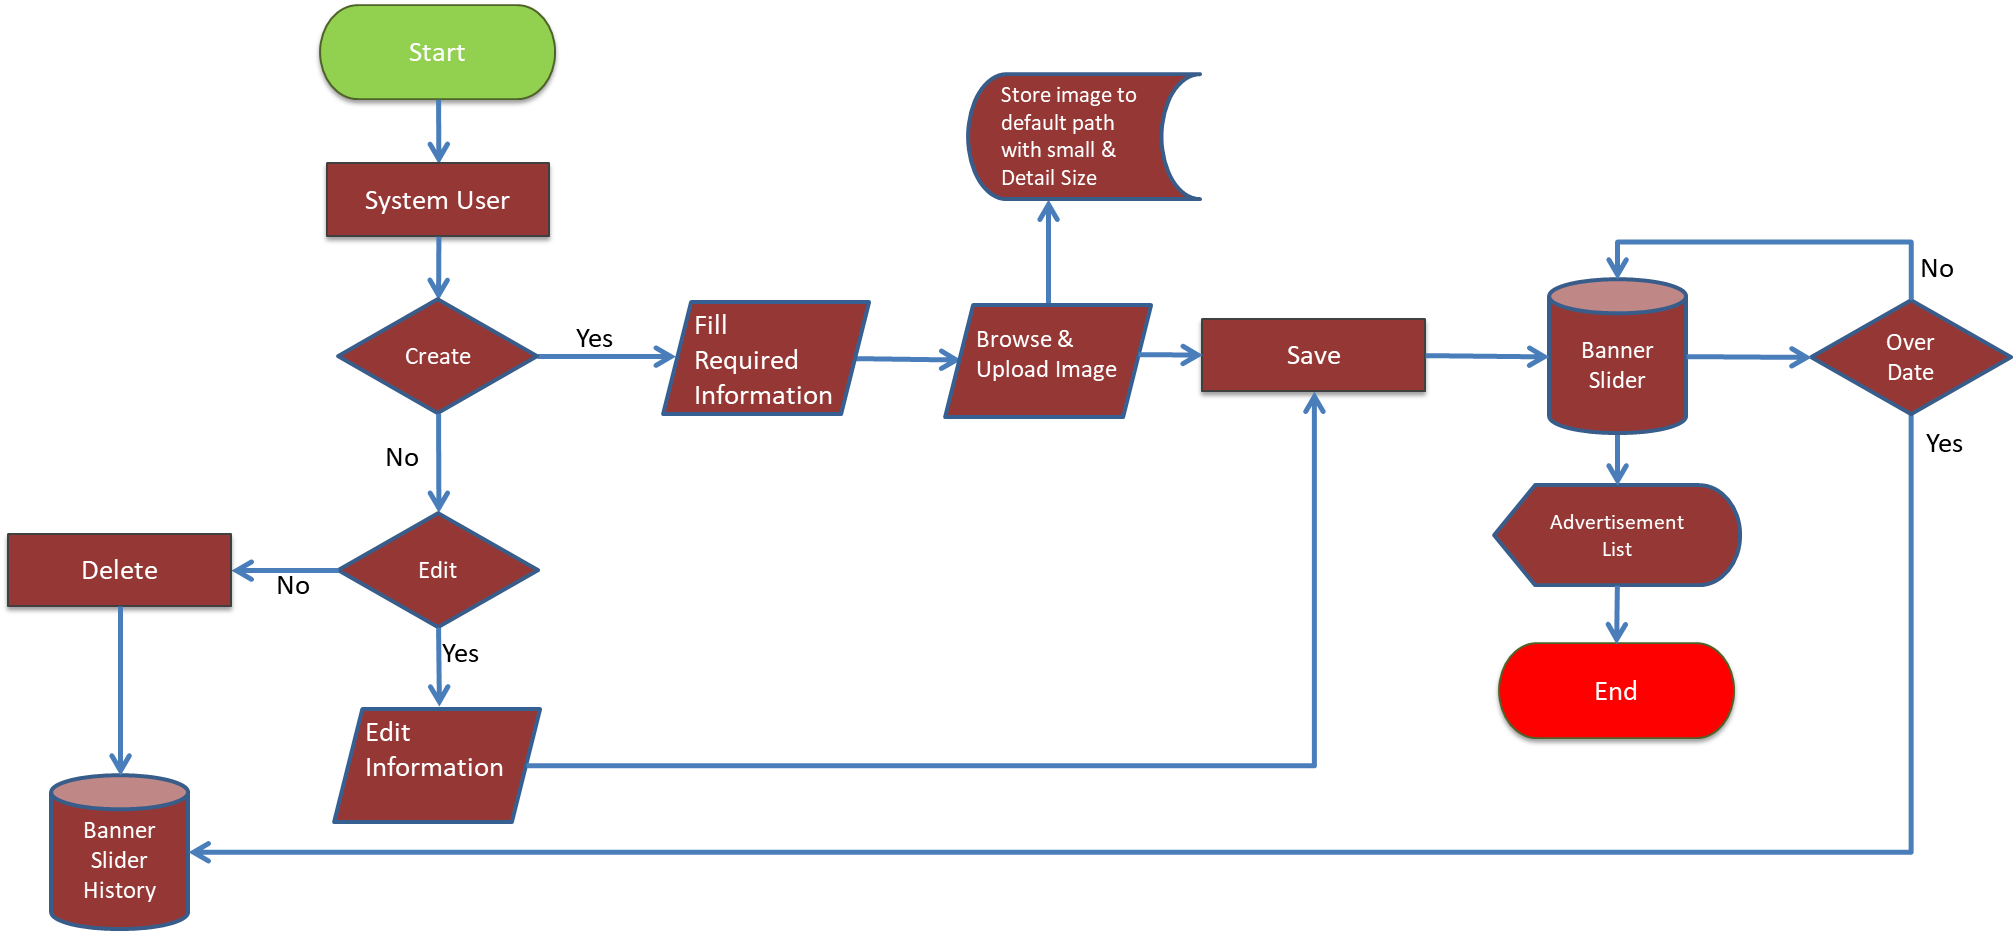 Start
System User
Create
Yes
No
Fill
Required
Information
Browse &
Upload Image
Store image to
default path
with small &
Detail Size
Save
Banner
Slider
Over
Date
No
Yes
Advertisement
List
End
Edit
No
Yes
Delete
Edit
Information
Banner
Slider
History